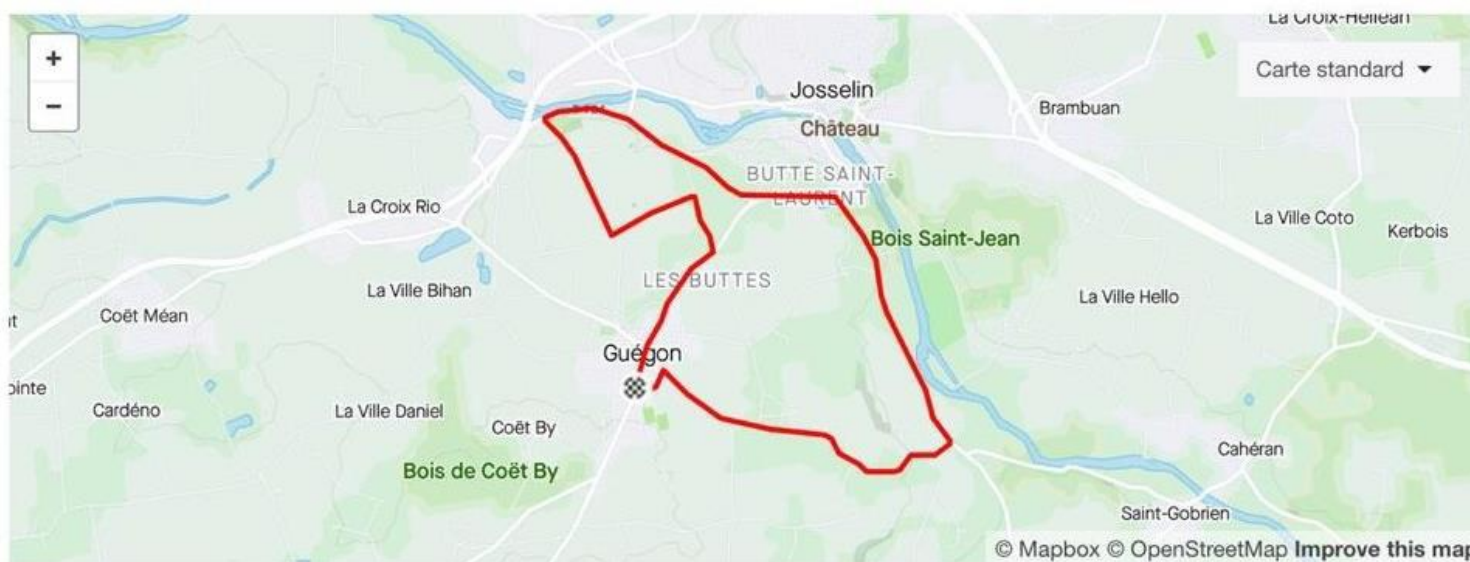 La Croix-Helléan
+
Carte standard
−
Josselin
Brambuan
Château
BUTTE SAINT-
LAURENT
La Croix Rio
La Ville Coto
Kerbois
Bois Saint-Jean
LES BUTTES
La Ville Bihan
La Ville Hello
Coët Méan
Guégon
ointe
Cardéno
La Ville Daniel
Coët By
Cahéran
Bois de Coët By
Saint-Gobrien
© Mapbox © OpenStreetMap Improve this map